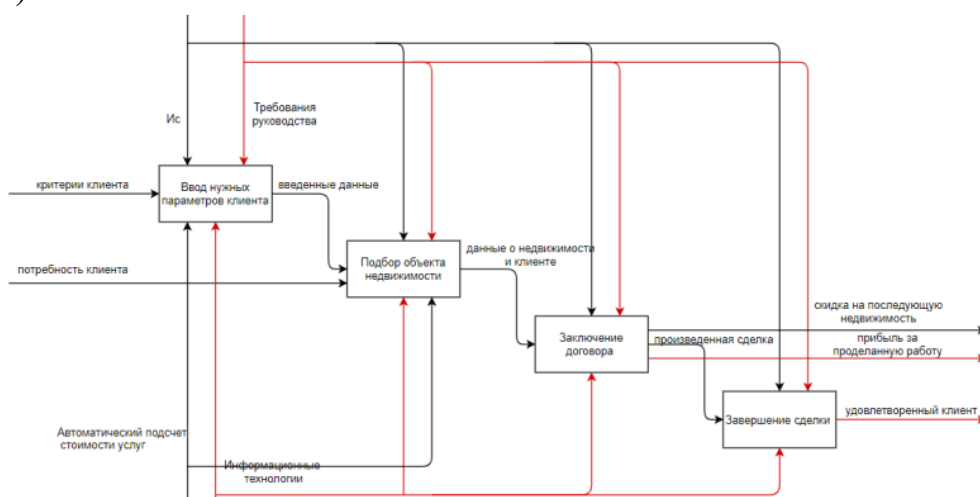 )
Требования
руководства
Ис
критерии клиента
Ввод нужных
параметров клиента
введенные данные
потребность клиента
Подбор объекта
недвижимости
данные о недвижимости
и клиенте
скидка на последующую
недвижимость
Заключение
договора
произведенная сделка
прибыль за
проделанную работу
Завершение сделки
удовлетворенный клиент
Автоматический подсчет
стоимости услуг
Информационные
технологии